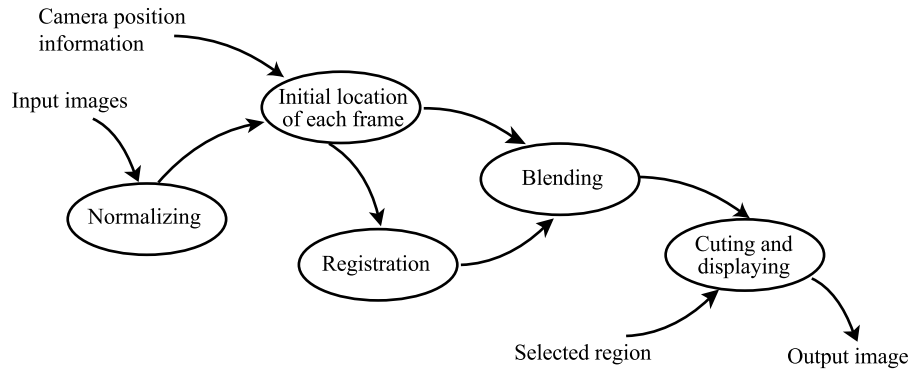 Camera position
information
Input images
Initial location
of each frame
Normalizing
Blending
Registration
Cuting and
displaying
Selected region
Output image